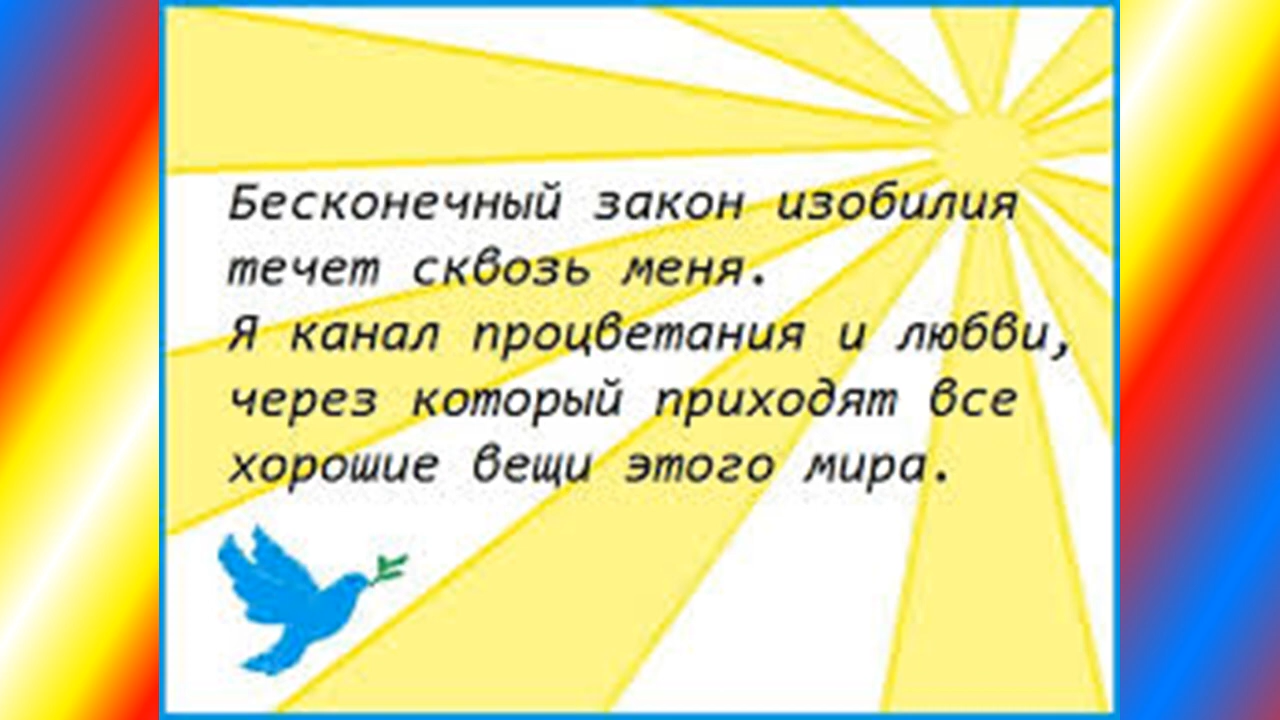 Бесконечный закон изобилия
течет сквозь меня.
Я канал процветания и любви,
через который приходят все
хорошие вещи этого мира.